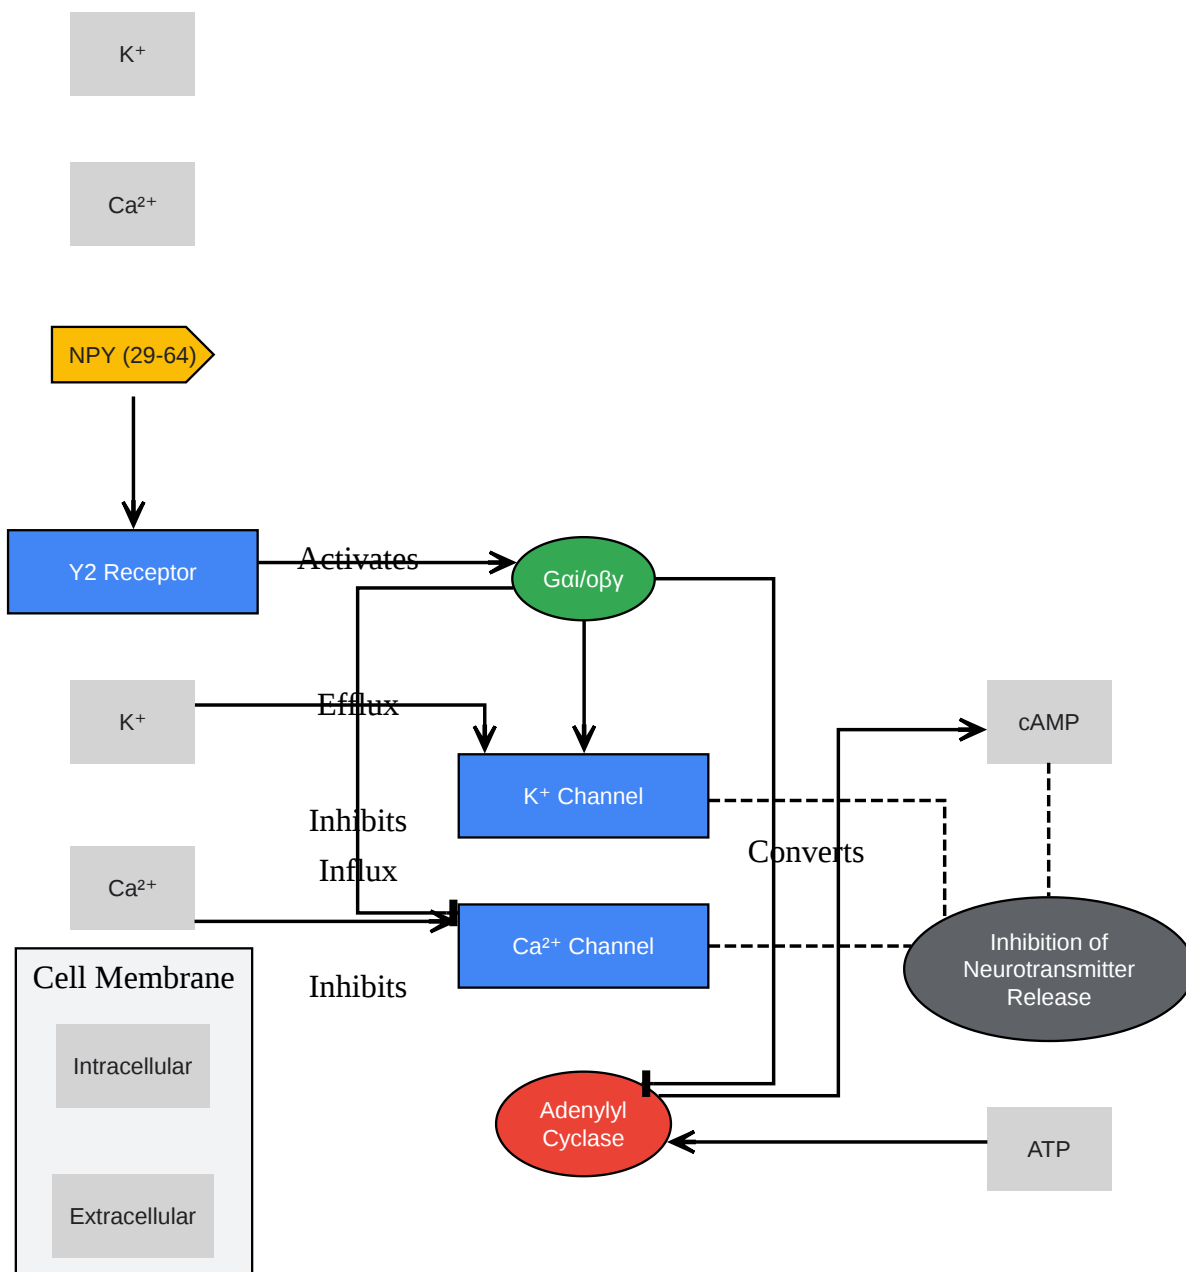 K⁺
Ca²⁺
NPY (29-64)
Y2 Receptor
Activates
Gαi/oβγ
K⁺
Efflux
cAMP
K⁺ Channel
Inhibits
Converts
Influx
Ca²⁺
Ca²⁺ Channel
Inhibition of
Neurotransmitter
Release
Cell Membrane
Inhibits
Intracellular
Adenylyl
Cyclase
ATP
Extracellular